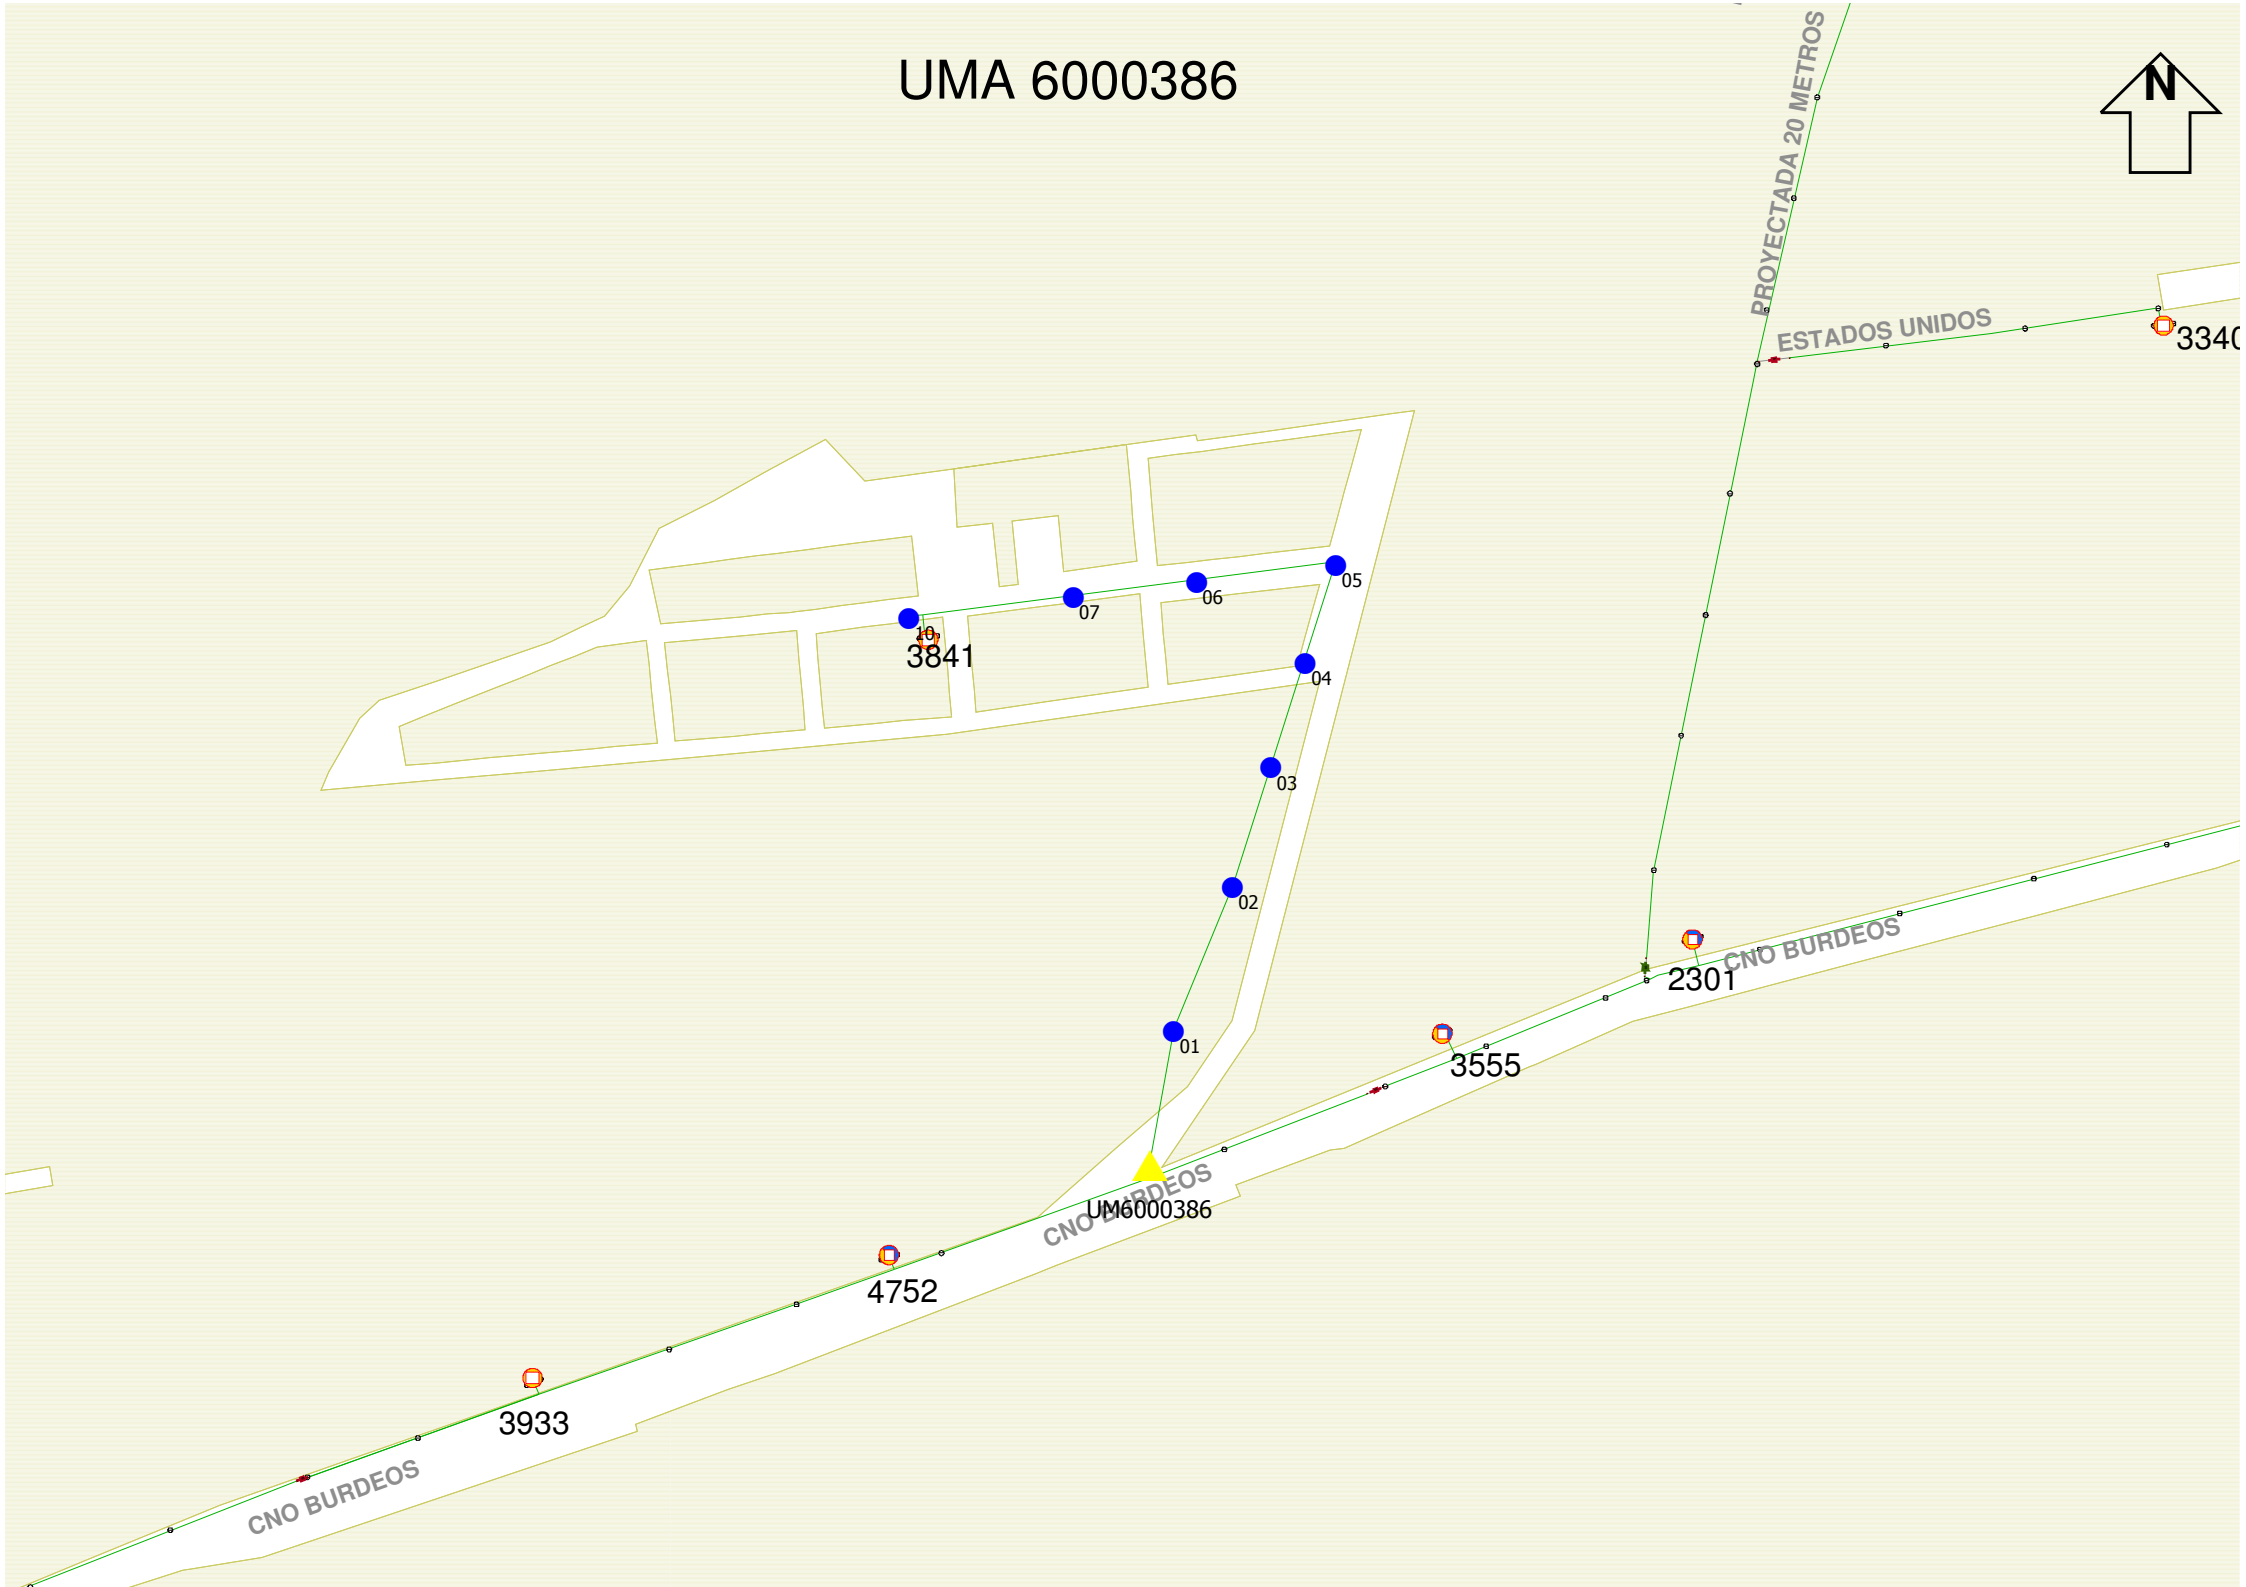 UMA 6000386
N
PROYECTADA 20 METROS
ESTADOS UNIDOS
3340
05
06
07
10
3841
04
03
02
CNO BURDEOS
2301
01
3555
CNO BURDEOS
UM6000386
4752
3933
CNO BURDEOS